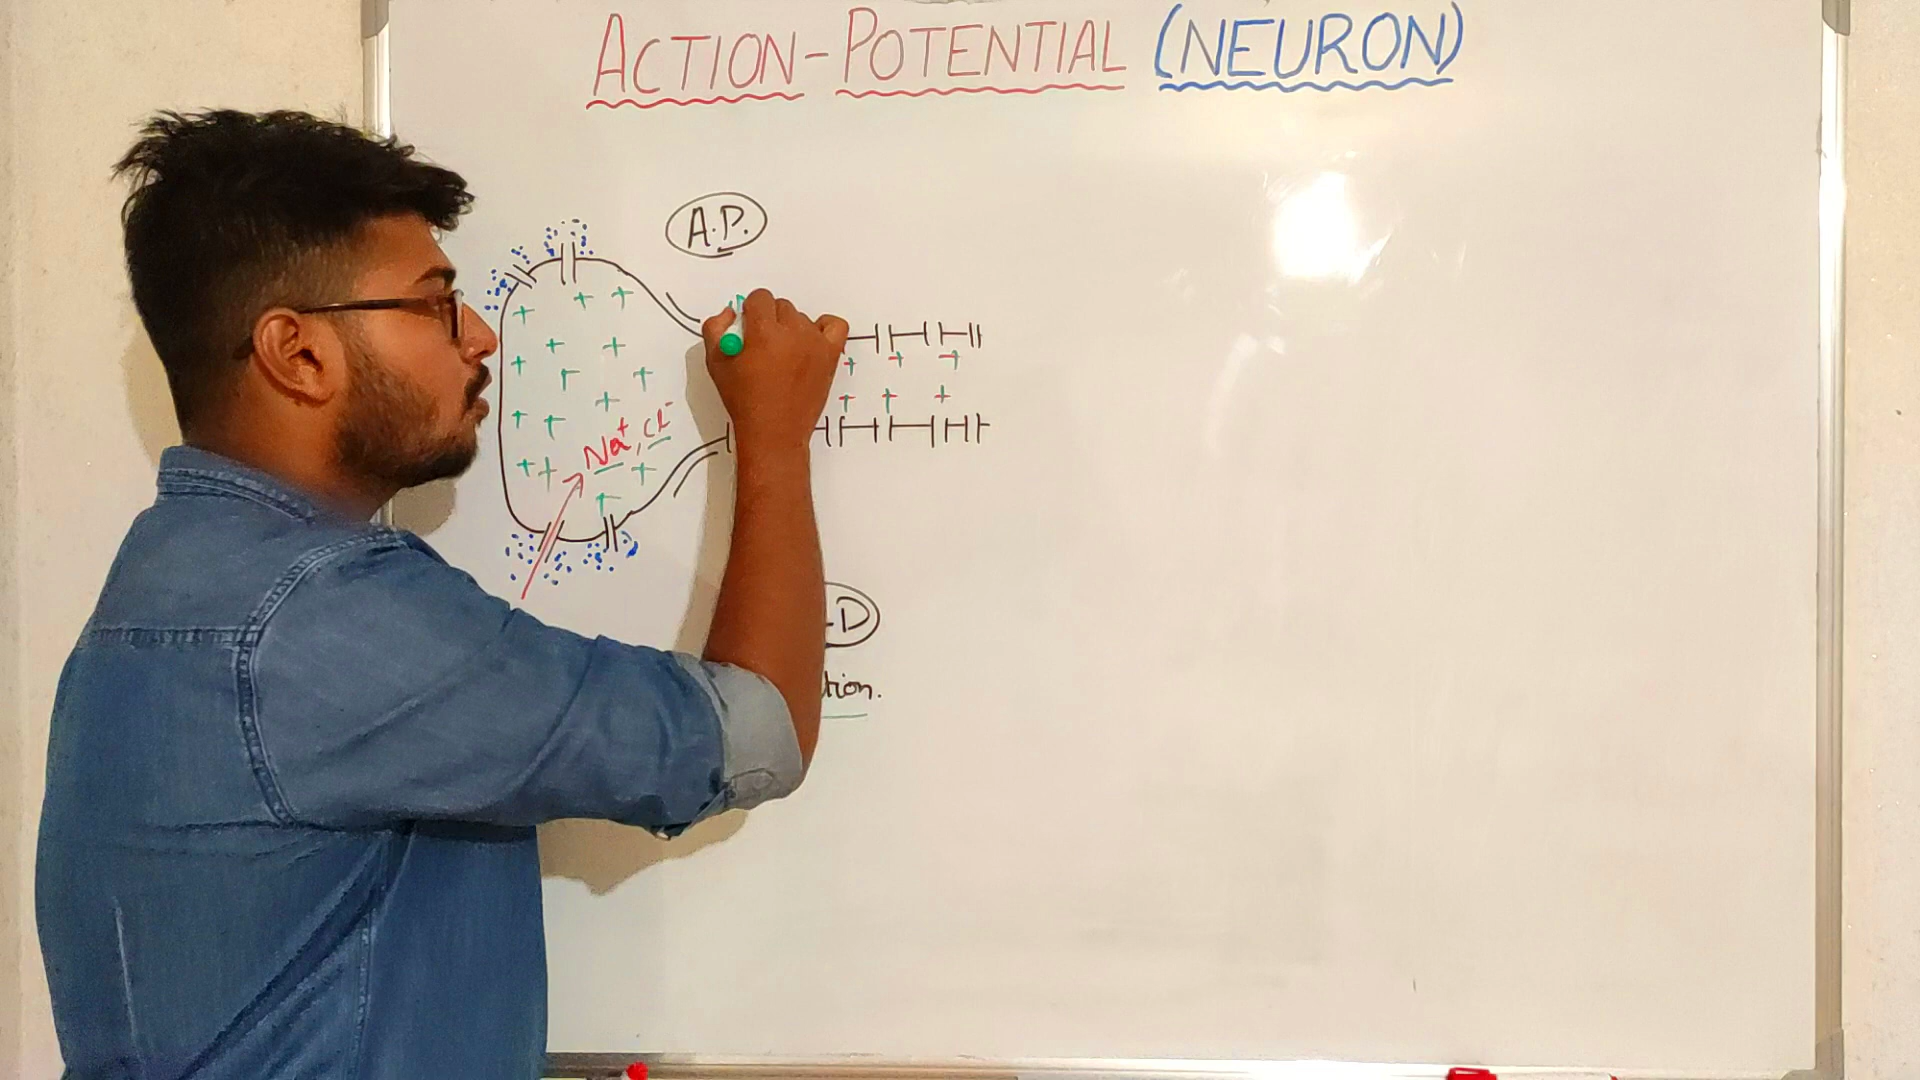 ACTION-POTENTIAL (NEURON)
A.P.
Na⁺, Cl⁻